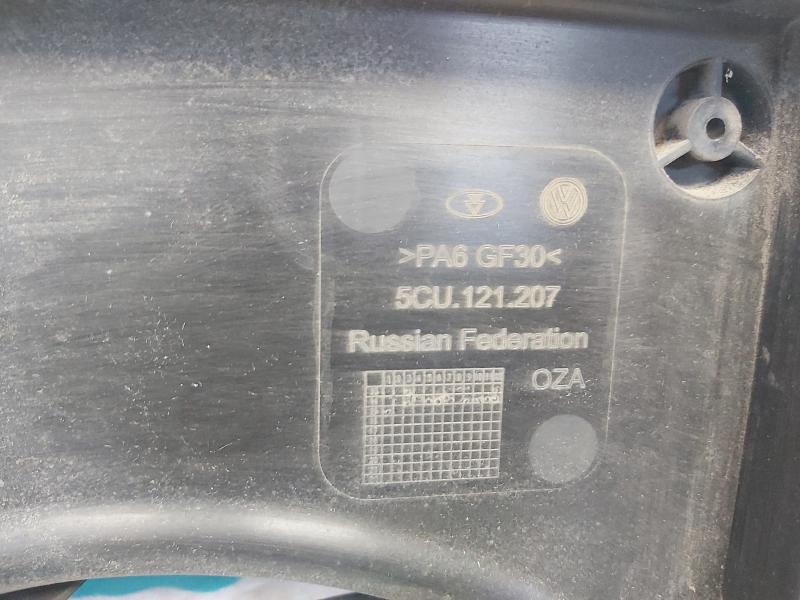 >PA6 GF30<
5CU.121.207
Russian Federation
OZA